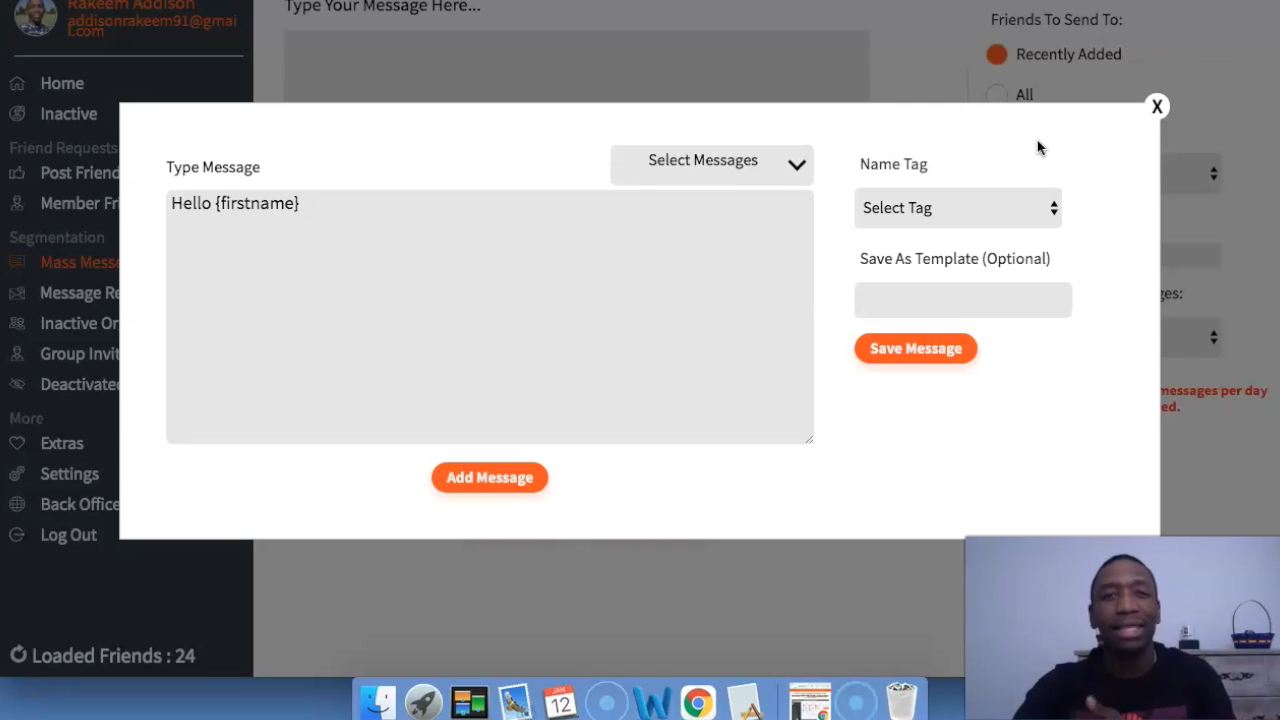 Rakeem Addison
addisonrakeem91@gmai
l.com
Home
Inactive
Friend Requests
Post Friend
Member Fri
Segmentation
Mass Mess
Message Re
Inactive Or
Group Invit
Deactivated
More
Extras
Settings
Back Office
Log Out
Loaded Friends : 24
Type Your Message Here...
Friends To Send To:
Recently Added
All
X
Type Message
Select Messages
Hello {firstname}
Add Message
Name Tag
Select Tag
Save As Template (Optional)
Save Message
ges:
messages per day
ed.
JAN
12